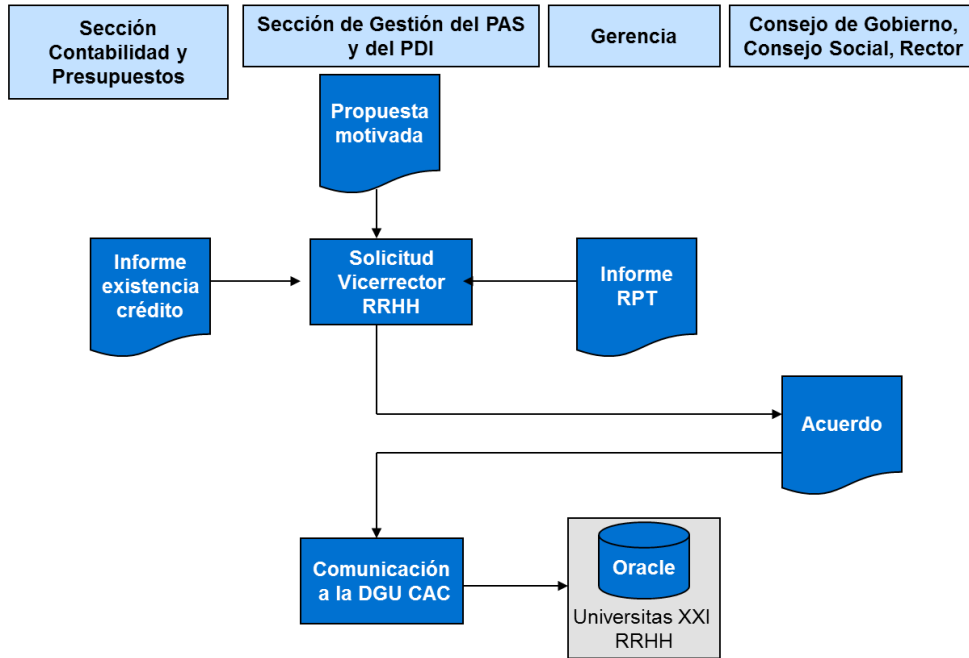 Sección
Contabilidad y
Presupuestos
Sección de Gestión del PAS
y del PDI
Gerencia
Consejo de Gobierno,
Consejo Social, Rector
Propuesta
motivada
Informe
existencia
crédito
Solicitud
Vicerrector
RRHH
Informe
RPT
Acuerdo
Comunicación
a la DGU CAC
Oracle
Universitas XXI
RRHH